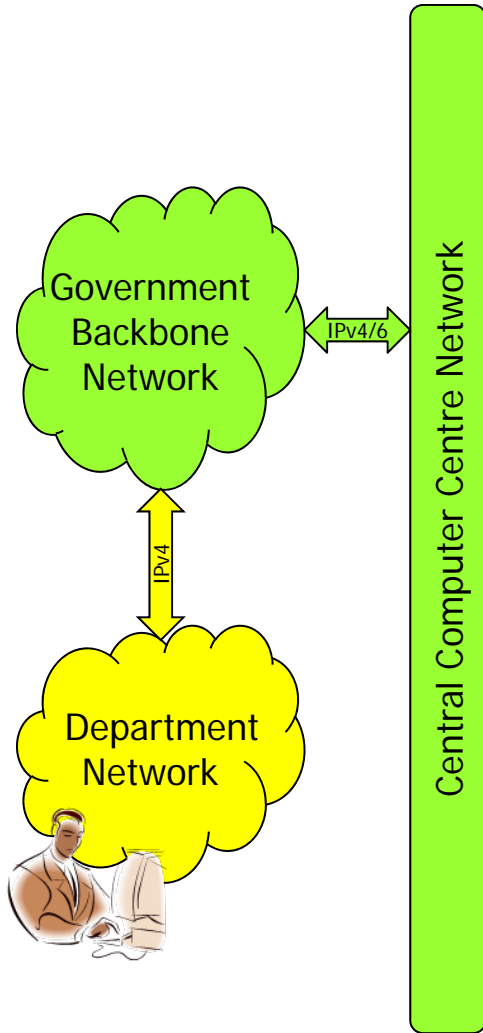 Government
Backbone
Network
IPv4/6
Central Computer Centre Network
IPv4
Department
Network